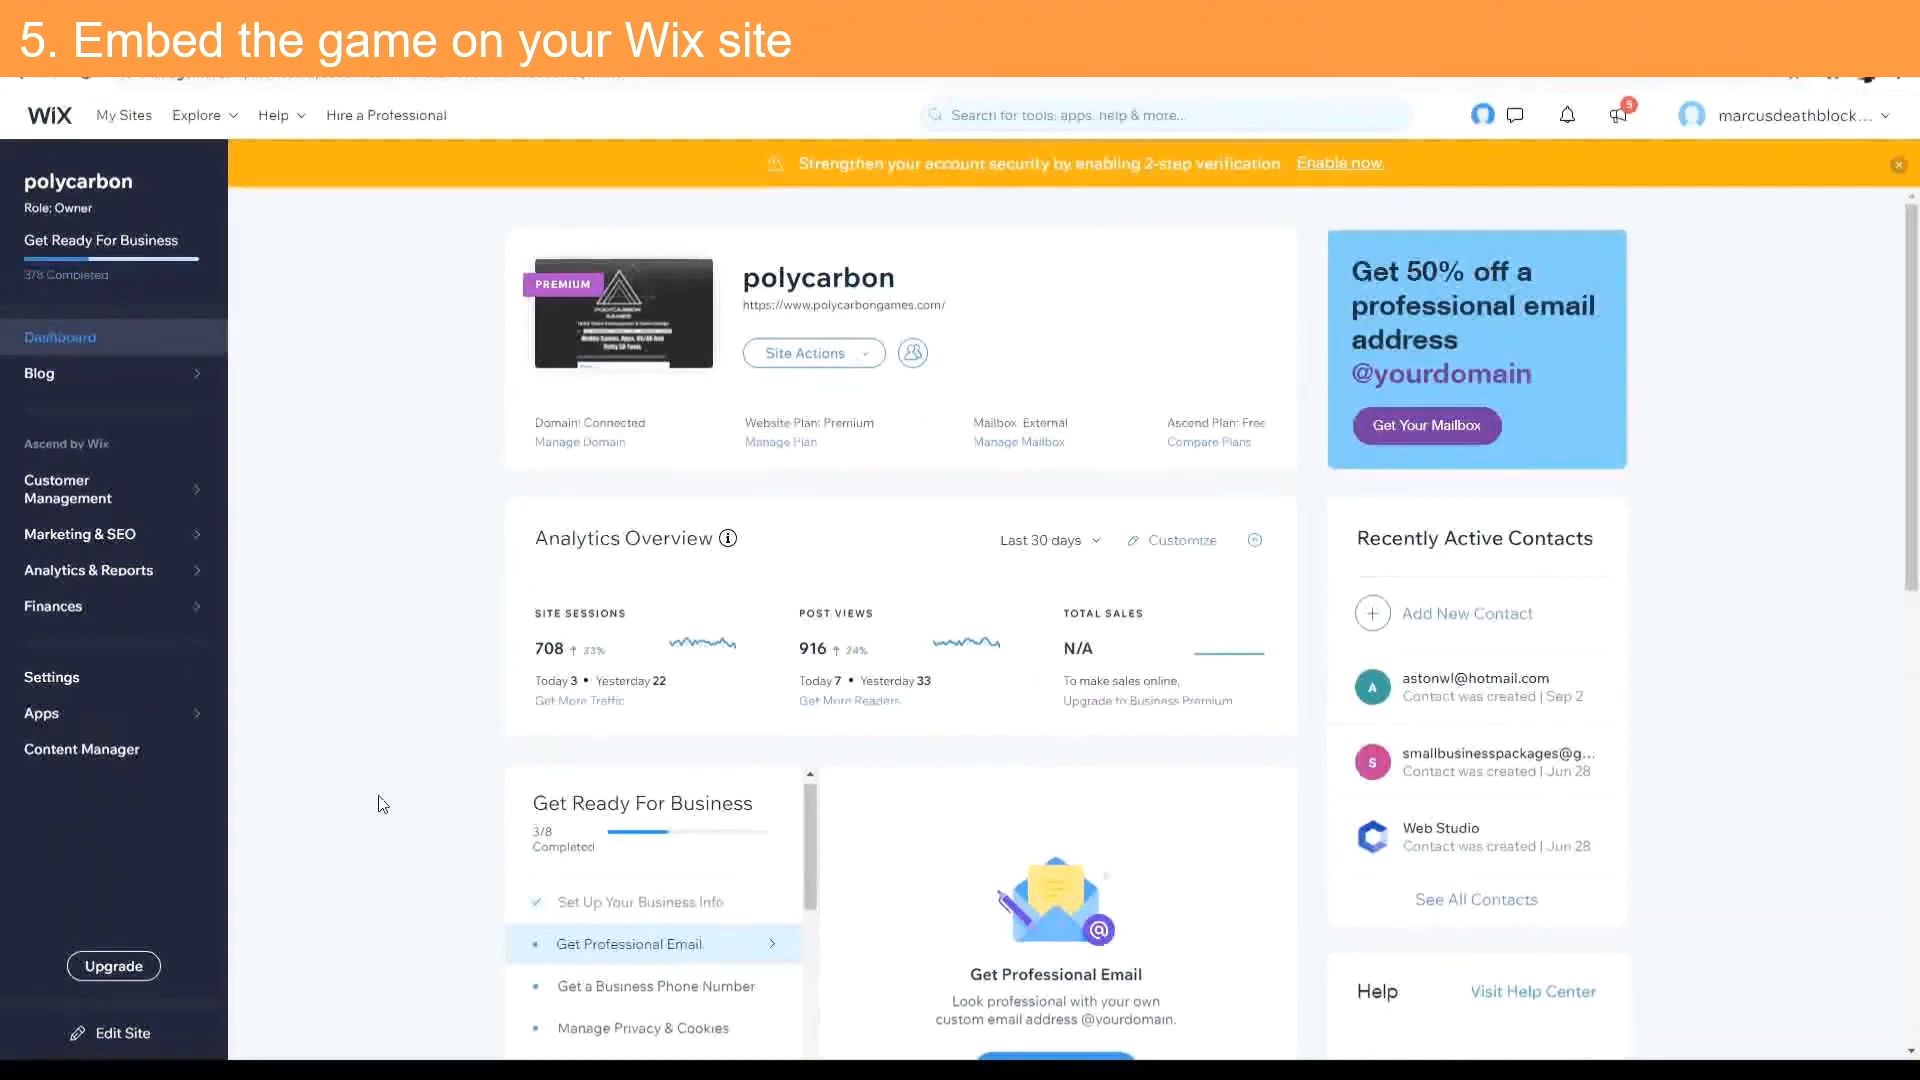 5. Embed the game on your Wix site
WiX
My Sites
Explore
Help
Hire a Professional
Search for tools, apps, help & more...
5
marcusdeathblock...
polycarbon
Role: Owner
Get Ready For Business
3/8 Completed
Dashboard
Blog
Ascend by Wix
Customer
Management
Marketing & SEO
Analytics & Reports
Finances
Settings
Apps
Content Manager
Upgrade
Edit Site
Strengthen your account security by enabling 2-step verification Enable now.
PREMIUM
POLYCARBON
GAMES
polycarbon
https://www.polycarbongames.com/
Site Actions
Domain: Connected
Manage Domain
Website Plan: Premium
Manage Plan
Mailbox: External
Manage Mailbox
Ascend Plan: Free
Compare Plans
Get 50% off a
professional email
address
@yourdomain
Get Your Mailbox
Analytics Overview
Last 30 days
Customize
SITE SESSIONS
708 ↑ 33%
Today 3 • Yesterday 22
Get More Traffic
POST VIEWS
916 ↑ 24%
Today 7 • Yesterday 33
Get More Readers
TOTAL SALES
N/A
To make sales online,
Upgrade to Business Premium
Recently Active Contacts
Add New Contact
A
astonwl@hotmail.com
Contact was created | Sep 2
S
smallbusinesspackages@g...
Contact was created | Jun 28
Web Studio
Contact was created | Jun 28
See All Contacts
Get Ready For Business
3/8
Completed
Set Up Your Business Info
Get Professional Email
Get a Business Phone Number
Manage Privacy & Cookies
@
Get Professional Email
Look professional with your own
custom email address @yourdomain.
Help
Visit Help Center